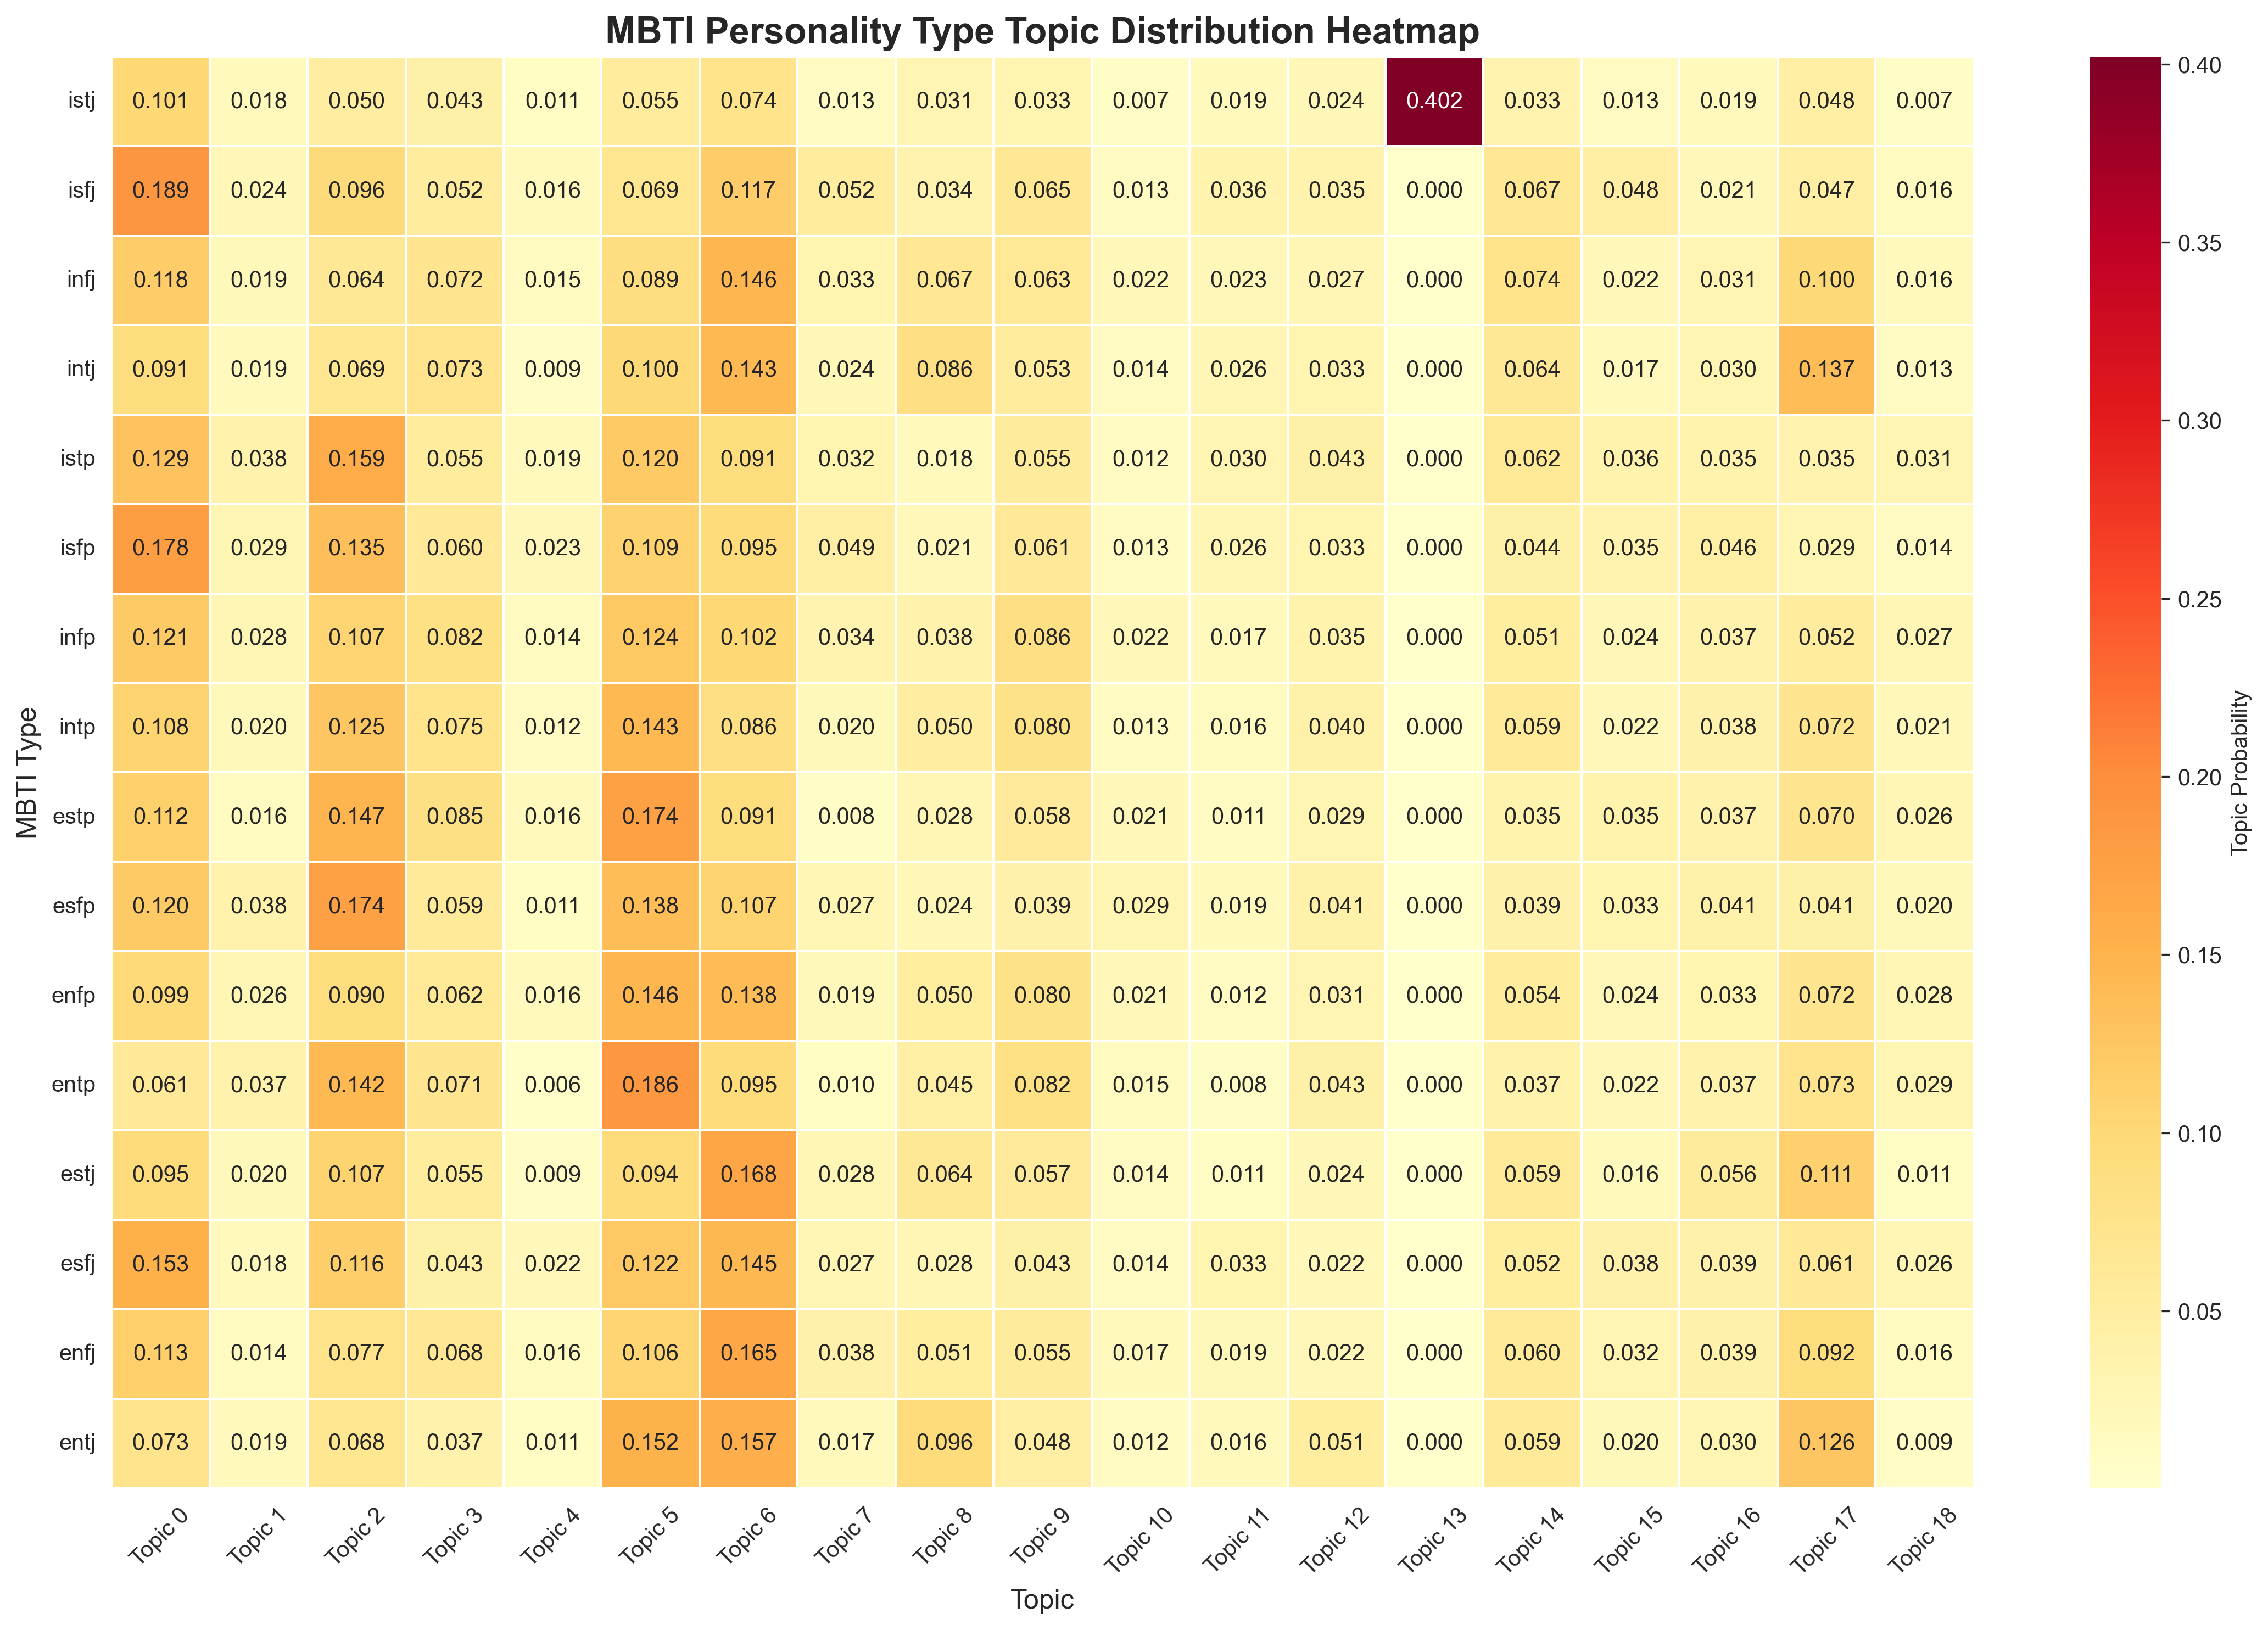 MBTI Personality Type Topic Distribution Heatmap
istj 0.101 0.018 0.050 0.043 0.011 0.055 0.074 0.013 0.031 0.033 0.007 0.019 0.024 0.402 0.033 0.013 0.019 0.048 0.007
isfj 0.189 0.024 0.096 0.052 0.016 0.069 0.117 0.052 0.034 0.065 0.013 0.036 0.035 0.000 0.067 0.048 0.021 0.047 0.016
infj 0.118 0.019 0.064 0.072 0.015 0.089 0.146 0.033 0.067 0.063 0.022 0.023 0.027 0.000 0.074 0.022 0.031 0.100 0.016
intj 0.091 0.019 0.069 0.073 0.009 0.100 0.143 0.024 0.086 0.053 0.014 0.026 0.033 0.000 0.064 0.017 0.030 0.137 0.013
istp 0.129 0.038 0.159 0.055 0.019 0.120 0.091 0.032 0.018 0.055 0.012 0.030 0.043 0.000 0.062 0.036 0.035 0.035 0.031
isfp 0.178 0.029 0.135 0.060 0.023 0.109 0.095 0.049 0.021 0.061 0.013 0.026 0.033 0.000 0.044 0.035 0.046 0.029 0.014
infp 0.121 0.028 0.107 0.082 0.014 0.124 0.102 0.034 0.038 0.086 0.022 0.017 0.035 0.000 0.051 0.024 0.037 0.052 0.027
intp 0.108 0.020 0.125 0.075 0.012 0.143 0.086 0.020 0.050 0.080 0.013 0.016 0.040 0.000 0.059 0.022 0.038 0.072 0.021
estp 0.112 0.016 0.147 0.085 0.016 0.174 0.091 0.008 0.028 0.058 0.021 0.011 0.029 0.000 0.035 0.035 0.037 0.070 0.026
esfp 0.120 0.038 0.174 0.059 0.011 0.138 0.107 0.027 0.024 0.039 0.029 0.019 0.041 0.000 0.039 0.033 0.041 0.041 0.020
enfp 0.099 0.026 0.090 0.062 0.016 0.146 0.138 0.019 0.050 0.080 0.021 0.012 0.031 0.000 0.054 0.024 0.033 0.072 0.028
entp 0.061 0.037 0.142 0.071 0.006 0.186 0.095 0.010 0.045 0.082 0.015 0.008 0.043 0.000 0.037 0.022 0.037 0.073 0.029
estj 0.095 0.020 0.107 0.055 0.009 0.094 0.168 0.028 0.064 0.057 0.014 0.011 0.024 0.000 0.059 0.016 0.056 0.111 0.011
esfj 0.153 0.018 0.116 0.043 0.022 0.122 0.145 0.027 0.028 0.043 0.014 0.033 0.022 0.000 0.052 0.038 0.039 0.061 0.026
enfj 0.113 0.014 0.077 0.068 0.016 0.106 0.165 0.038 0.051 0.055 0.017 0.019 0.022 0.000 0.060 0.032 0.039 0.092 0.016
entj 0.073 0.019 0.068 0.037 0.011 0.152 0.157 0.017 0.096 0.048 0.012 0.016 0.051 0.000 0.059 0.020 0.030 0.126 0.009
MBTI Type
Topic 0 Topic 1 Topic 2 Topic 3 Topic 4 Topic 5 Topic 6 Topic 7 Topic 8 Topic 9 Topic 10 Topic 11 Topic 12 Topic 13 Topic 14 Topic 15 Topic 16 Topic 17 Topic 18
Topic
0.40
0.35
0.30
0.25
0.20
0.15
0.10
0.05
Topic Probability